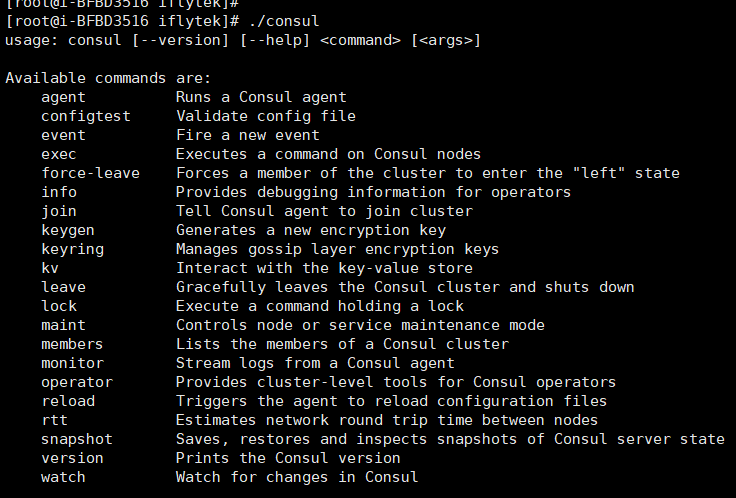 [root@i-BFBD3516 iflytek]#
[root@i-BFBD3516 iflytek]# ./consul
usage: consul [--version] [--help] <command> [<args>]
Available commands are:
agent Runs a Consul agent
configtest Validate config file
event Fire a new event
exec Executes a command on Consul nodes
force-leave Forces a member of the cluster to enter the "left" state
info Provides debugging information for operators
join Tell Consul agent to join cluster
keygen Generates a new encryption key
keyring Manages gossip layer encryption keys
kv Interact with the key-value store
leave Gracefully leaves the Consul cluster and shuts down
lock Execute a command holding a lock
maint Controls node or service maintenance mode
members Lists the members of a Consul cluster
monitor Stream logs from a Consul agent
operator Provides cluster-level tools for Consul operators
reload Triggers the agent to reload configuration files
rtt Estimates network round trip time between nodes
snapshot Saves, restores and inspects snapshots of Consul server state
version Prints the Consul version
watch Watch for changes in Consul